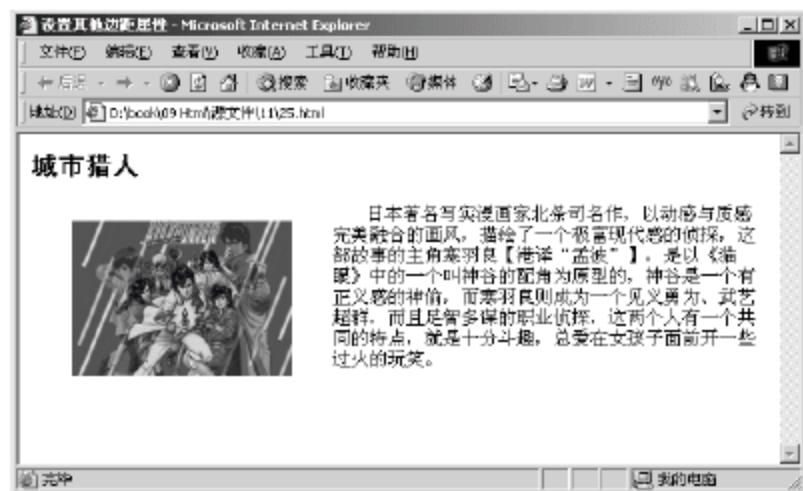 设置其他边距属性 - Microsoft Internet Explorer
文件(F) 编辑(E) 查看(V) 收藏(A) 工具(T) 帮助(H)
后退 搜索 收藏夹 媒体
地址(D) D:\book\09 Html\源文件\11\25.html 转到
城市猎人
日本著名写实漫画家北条司名作，以动感与质感
完美融合的画风，描绘了一个极富现代感的侦探，这
部故事的主角寒羽良【港译“孟波”】，是以《猫
眼》中的一个叫神谷的配角为原型的，神谷是一个有
正义感的神偷，而寒羽良则成为一个见义勇为、武艺
超群，而且足智多谋的职业侦探，这两个人有一个共
同的特点，就是十分斗趣，总爱在女孩子面前开一些
过火的玩笑。
完毕 我的电脑